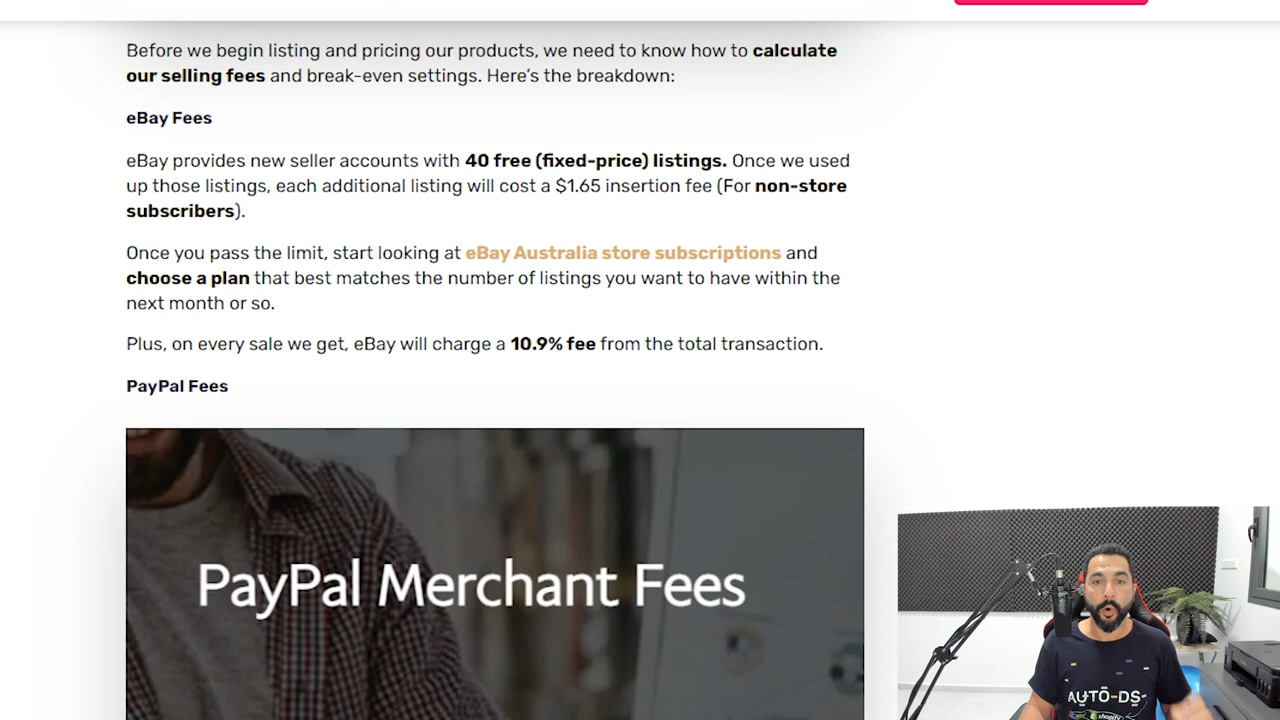 Before we begin listing and pricing our products, we need to know how to calculate
our selling fees and break-even settings. Here's the breakdown:
eBay Fees
eBay provides new seller accounts with 40 free (fixed-price) listings. Once we used
up those listings, each additional listing will cost a $1.65 insertion fee (For non-store
subscribers).
Once you pass the limit, start looking at eBay Australia store subscriptions and
choose a plan that best matches the number of listings you want to have within the
next month or so.
Plus, on every sale we get, eBay will charge a 10.9% fee from the total transaction.
PayPal Fees
PayPal Merchant Fees
AUTO-DS
shopify